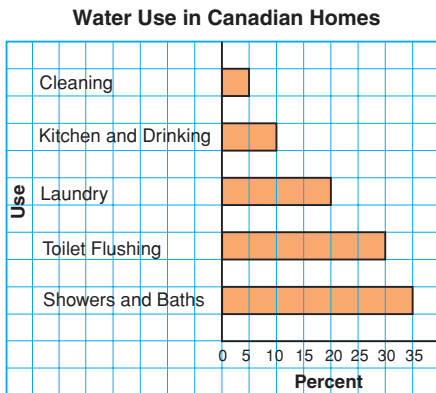 Water Use in Canadian Homes
Cleaning
Kitchen and Drinking
Laundry
Toilet Flushing
Showers and Baths
Use
0 5 10 15 20 25 30 35
Percent